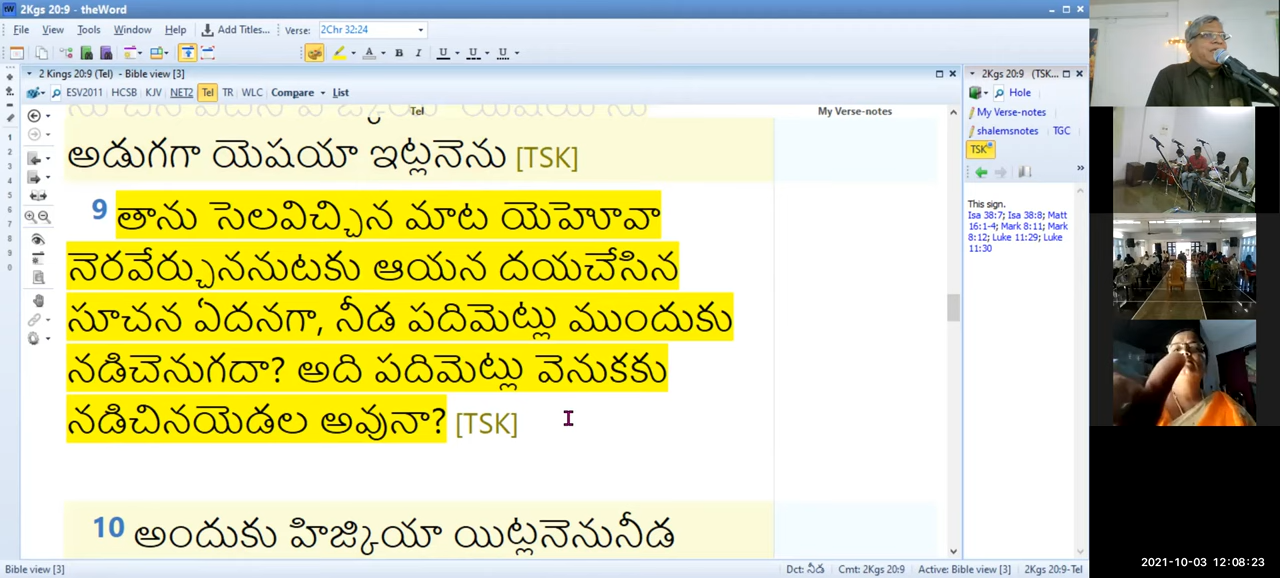 2Kgs 20:9 - theWord
File View Tools Window Help Add Titles... Verse: 2Chr 32:24
2 Kings 20:9 (Tel) - Bible view [3]
ESV2011 HCSB KJV NET2 Tel TR WLC Compare List
Tel
My Verse-notes
అడుగగా యెషయా ఇట్లనెను [TSK]
9 తాను సెలవిచ్చిన మాట యెహోవా
నెరవేర్చుననుటకు ఆయన దయచేసిన
సూచన ఏదనగా, నీడ పదిమెట్లు ముందుకు
నడిచెనుగదా? అది పదిమెట్లు వెనుకకు
నడిచినయెడల అవునా? [TSK]
10 అందుకు హిజ్కియా యిట్లనెనునీడ
2Kgs 20:9 (TSK...
Hole
My Verse-notes
shalemsnotes TGC
TSK
This sign.
Isa 38:7; Isa 38:8; Matt
16:1-4; Mark 8:11; Mark
8:12; Luke 11:29; Luke
11:30
Bible view [3]
Dct: నీడ Cmt: 2Kgs 20:9 Active: Bible view [3] 2Kgs 20:9-Tel
2021-10-03 12:08:23